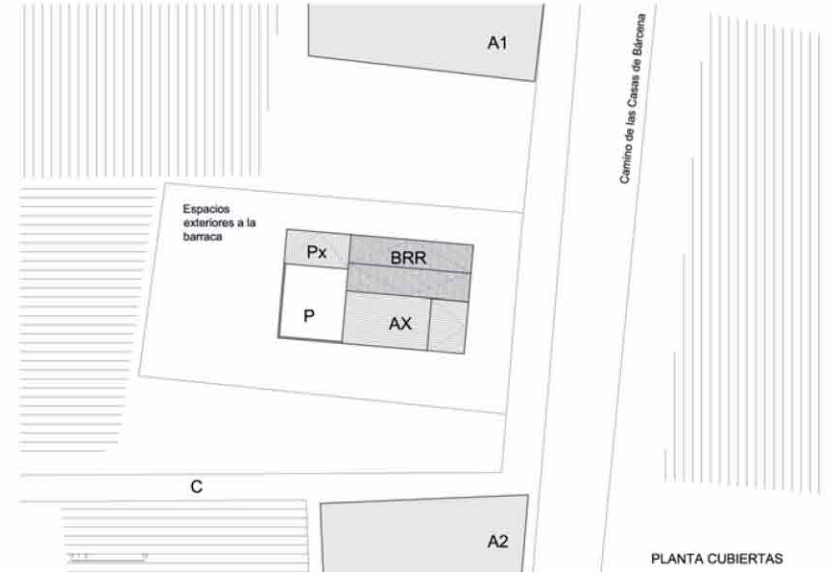 A1
Camino de las Casas de Bárcena
Espacios
exteriores a la
barraca
Px
BRR
P
AX
C
A2
PLANTA CUBIERTAS